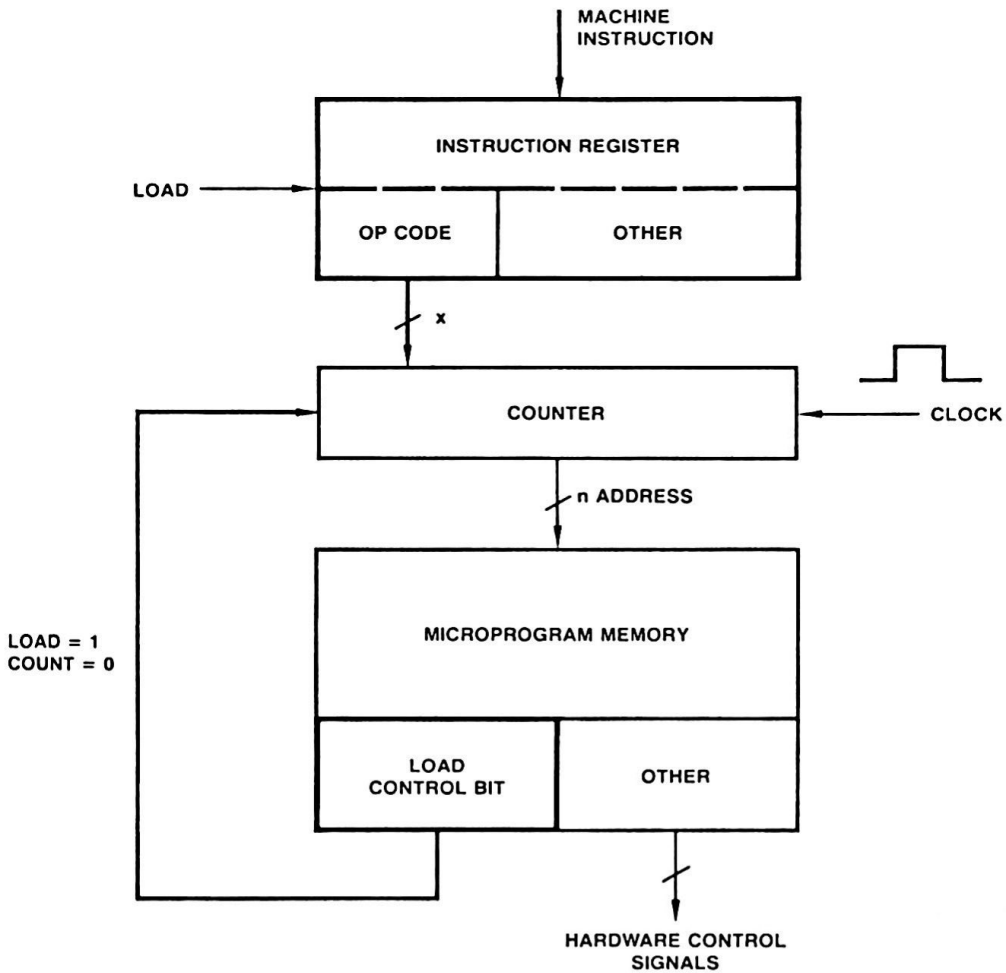 MACHINE
INSTRUCTION
INSTRUCTION REGISTER
LOAD
OP CODE
OTHER
x
COUNTER
CLOCK
n ADDRESS
MICROPROGRAM MEMORY
LOAD = 1
COUNT = 0
LOAD
CONTROL BIT
OTHER
HARDWARE CONTROL
SIGNALS